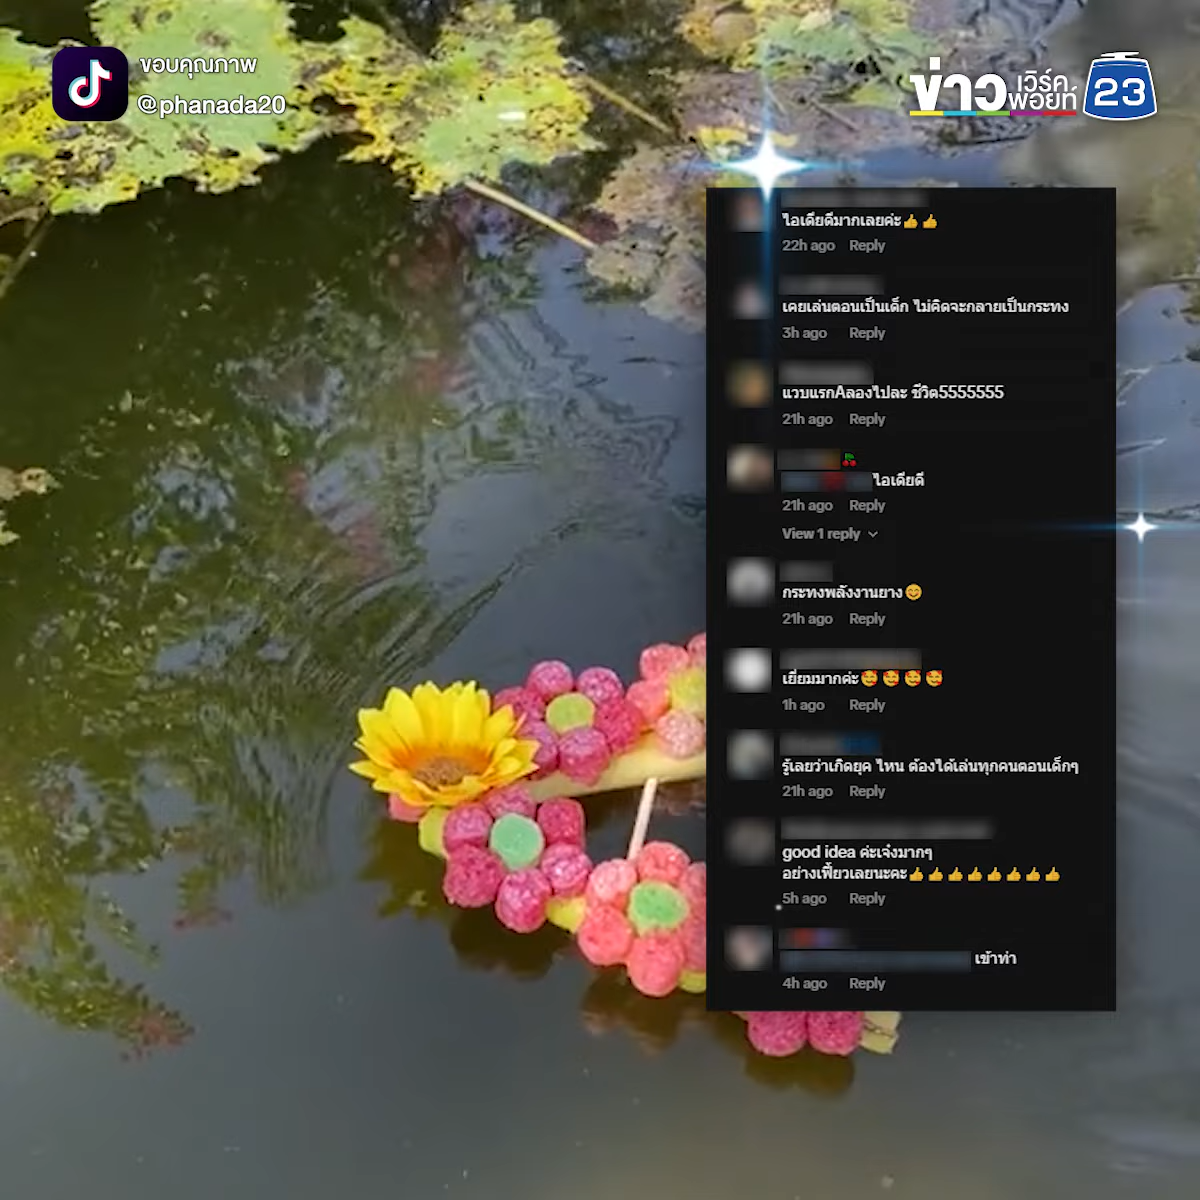 ขอบคุณภาพ
@phanada20
ข่าว
เวิร์ค
พอยท์
23
ไอเดียดีมากเลยค่ะ👍👍
22h ago Reply
เคยเล่นตอนเป็นเด็ก ไม่คิดจะกลายเป็นกระทง
3h ago Reply
แวบแรกAลองไปละ ชีวิต5555555
21h ago Reply
🍒
ไอเดียดี
21h ago Reply
View 1 reply
กระทงพลังงานยาง😊
21h ago Reply
เยี่ยมมากค่ะ🥰🥰🥰🥰
1h ago Reply
รู้เลยว่าเกิดยุค ไหน ต้องได้เล่นทุกคนตอนเด็กๆ
21h ago Reply
good idea ค่ะเจ๋งมากๆ
อย่างเฟี้ยวเลยนะคะ👍👍👍👍👍👍👍👍
5h ago Reply
เข้าท่า
4h ago Reply